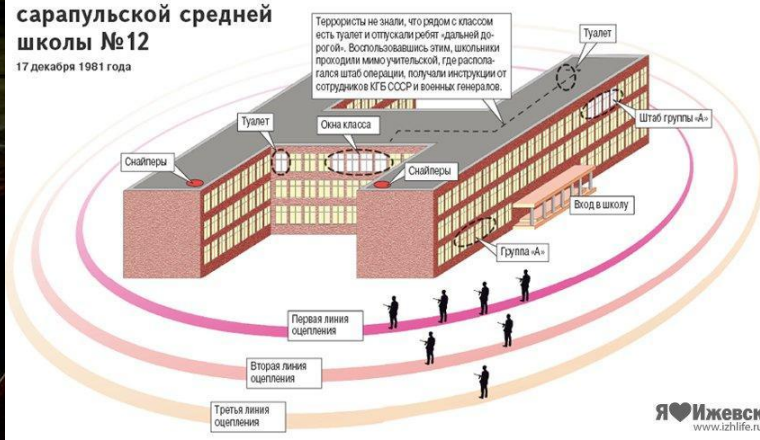 сарапульской средней
школы №12
17 декабря 1981 года
Террористы не знали, что рядом с классом
есть туалет и отпускали ребят «дальней до-
рогой». Воспользовавшись этим, школьники
проходили мимо учительской, где распола-
гался штаб операции, получали инструкции от
сотрудников КГБ СССР и военных генералов.
Туалет
Туалет
Окна класса
Штаб группы «А»
Снайперы
Снайперы
Вход в школу
Группа «А»
Первая линия
оцепления
Вторая линия
оцепления
Третья линия
оцепления
Я Ижевск
www.izhlife.ru